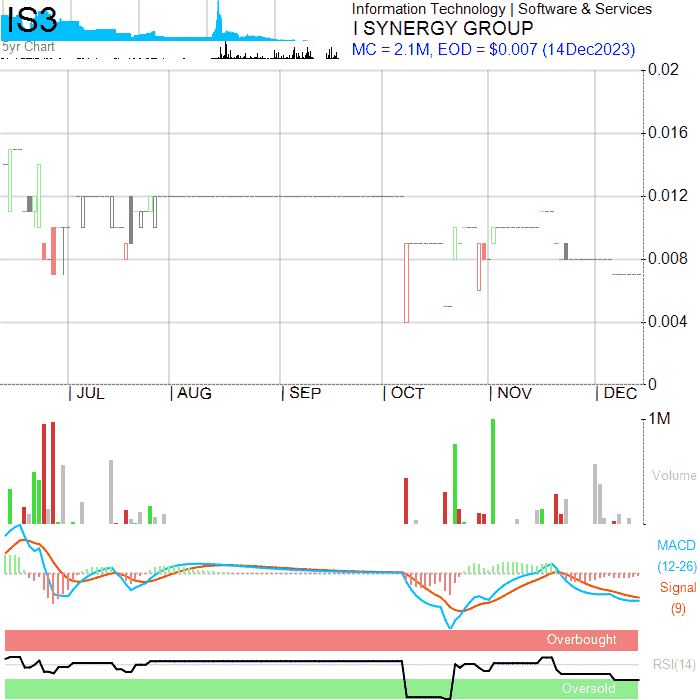 IS3
5yr Chart
Information Technology | Software & Services
I SYNERGY GROUP
MC = 2.1M, EOD = $0.007 (14Dec2023)
0.02
0.016
0.012
0.008
0.004
0
JUL
AUG
SEP
OCT
NOV
DEC
1M
Volume
MACD
(12-26)
Signal
(9)
Overbought
RSI(14)
Oversold